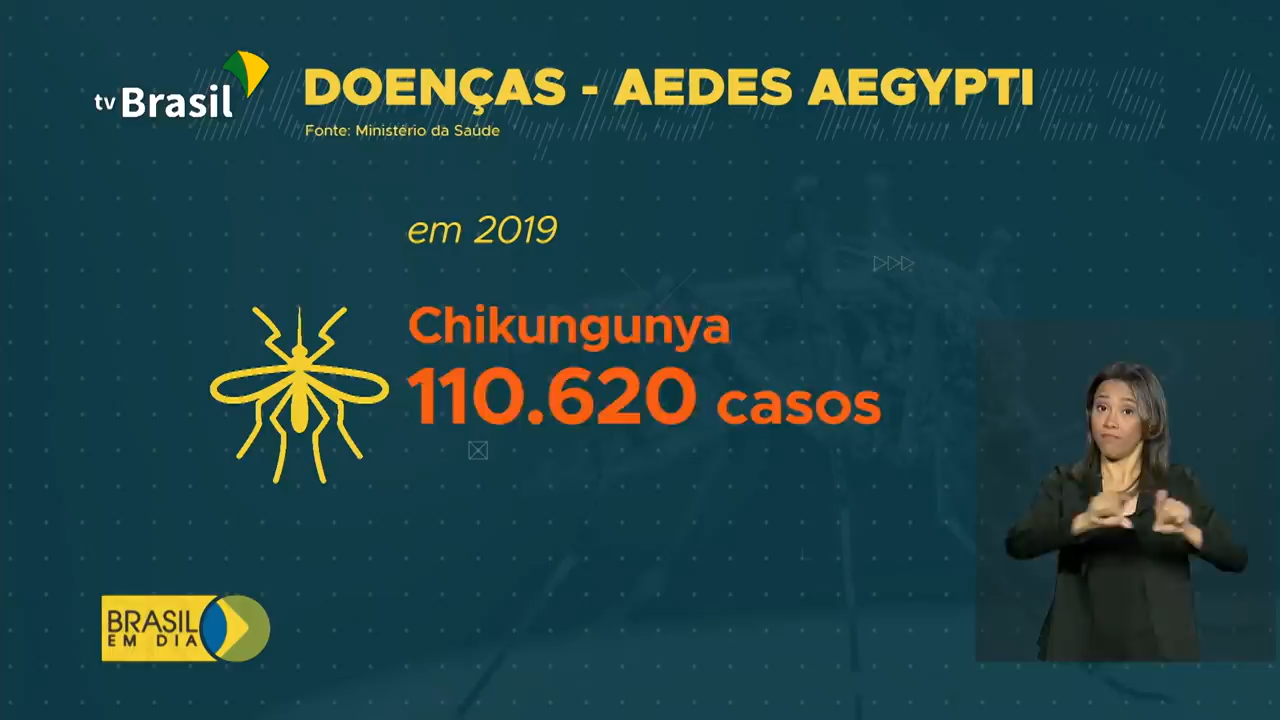 tv Brasil
DOENÇAS - AEDES AEGYPTI
Fonte: Ministério da Saúde
em 2019
Chikungunya
110.620 casos
BRASIL
EM DIA